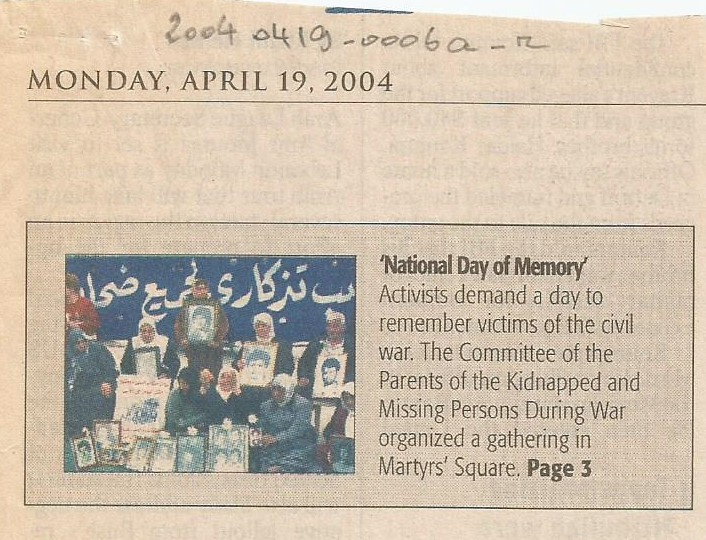 2004 0419-0006a-r
MONDAY, APRIL 19, 2004
تذكاري لجميع ضحا
'National Day of Memory'
Activists demand a day to
remember victims of the civil
war. The Committee of the
Parents of the Kidnapped and
Missing Persons During War
organized a gathering in
Martyrs' Square. Page 3